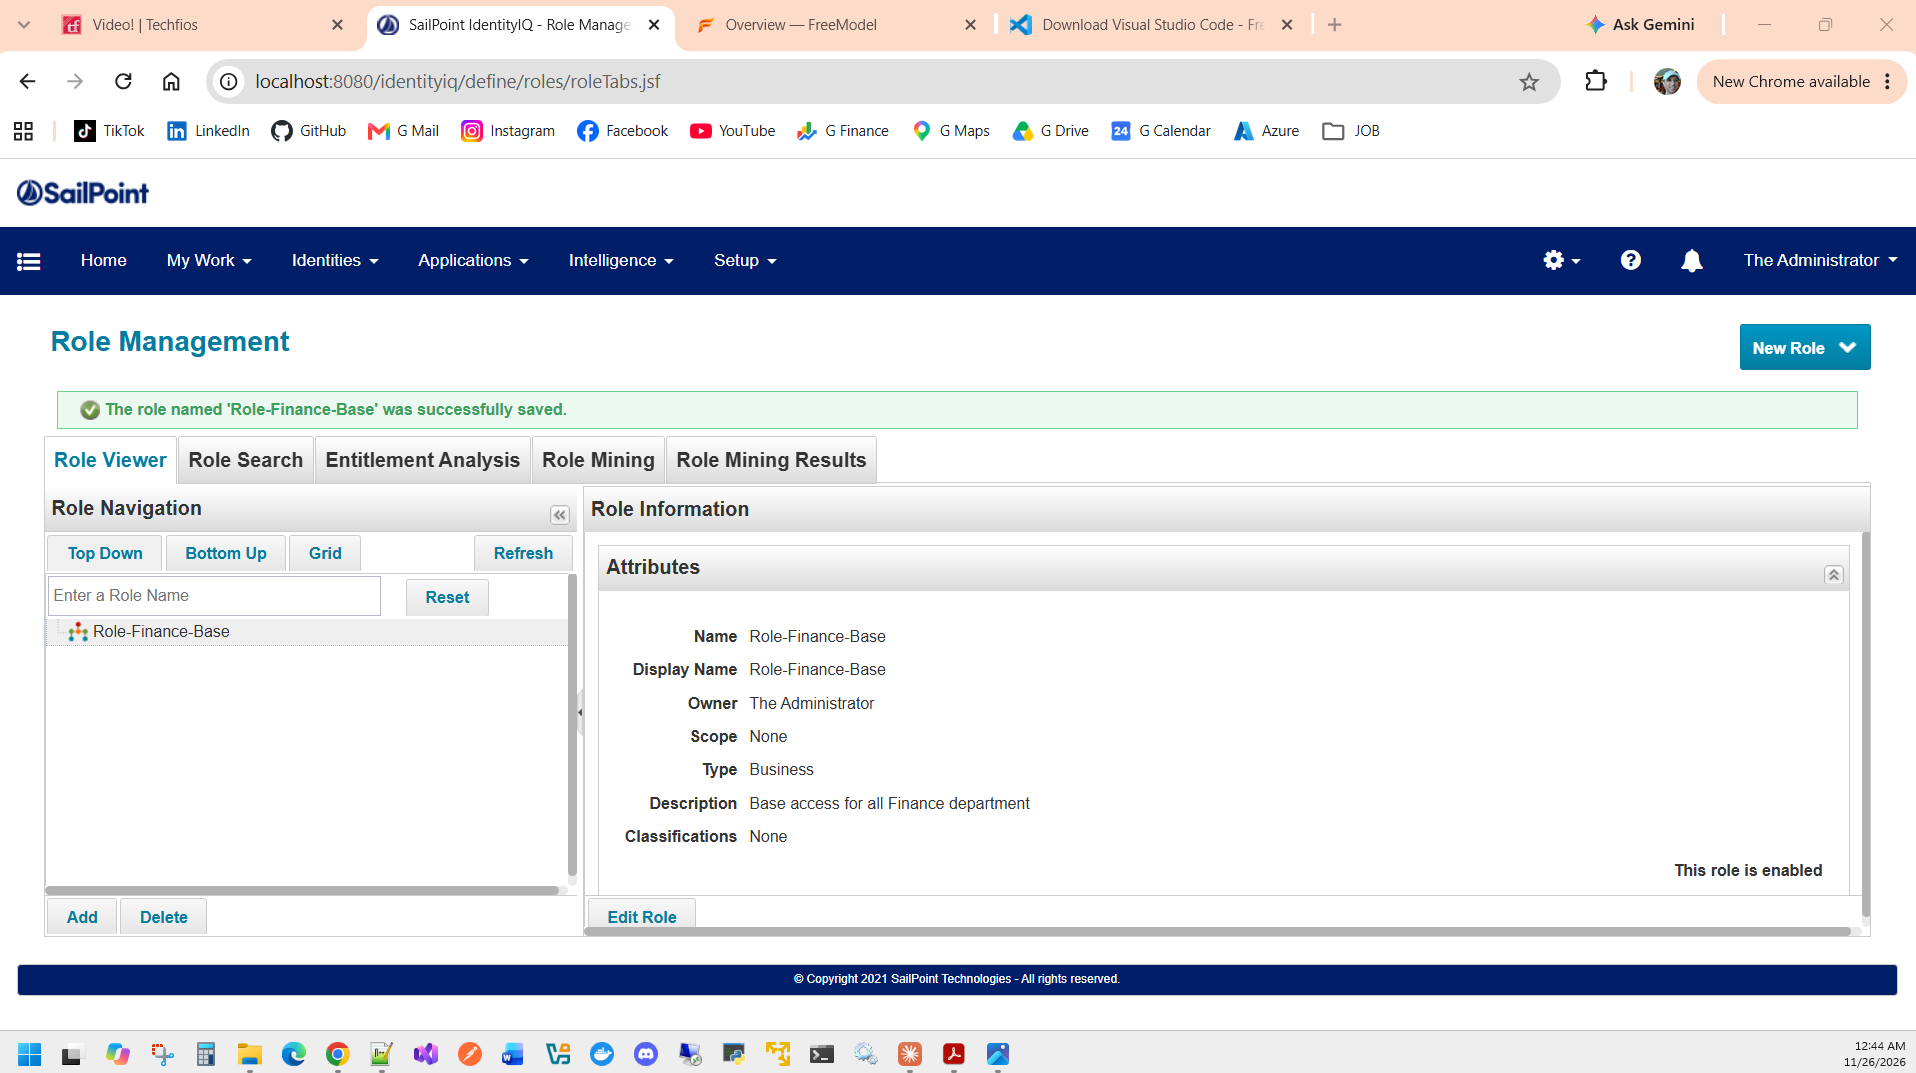 Video! | Techfios
SailPoint IdentityIQ - Role Manage
Overview — FreeModel
Download Visual Studio Code - Fre
Ask Gemini
localhost:8080/identityiq/define/roles/roleTabs.jsf
New Chrome available
TikTok
LinkedIn
GitHub
G Mail
Instagram
Facebook
YouTube
G Finance
G Maps
G Drive
24
G Calendar
Azure
JOB
SailPoint
Home
My Work
Identities
Applications
Intelligence
Setup
The Administrator
Role Management
New Role
The role named 'Role-Finance-Base' was successfully saved.
Role Viewer
Role Search
Entitlement Analysis
Role Mining
Role Mining Results
Role Navigation
Top Down
Bottom Up
Grid
Refresh
Enter a Role Name
Reset
Role-Finance-Base
Add
Delete
Role Information
Attributes
Name Role-Finance-Base
Display Name Role-Finance-Base
Owner The Administrator
Scope None
Type Business
Description Base access for all Finance department
Classifications None
This role is enabled
Edit Role
© Copyright 2021 SailPoint Technologies - All rights reserved.
12:44 AM
11/26/2026